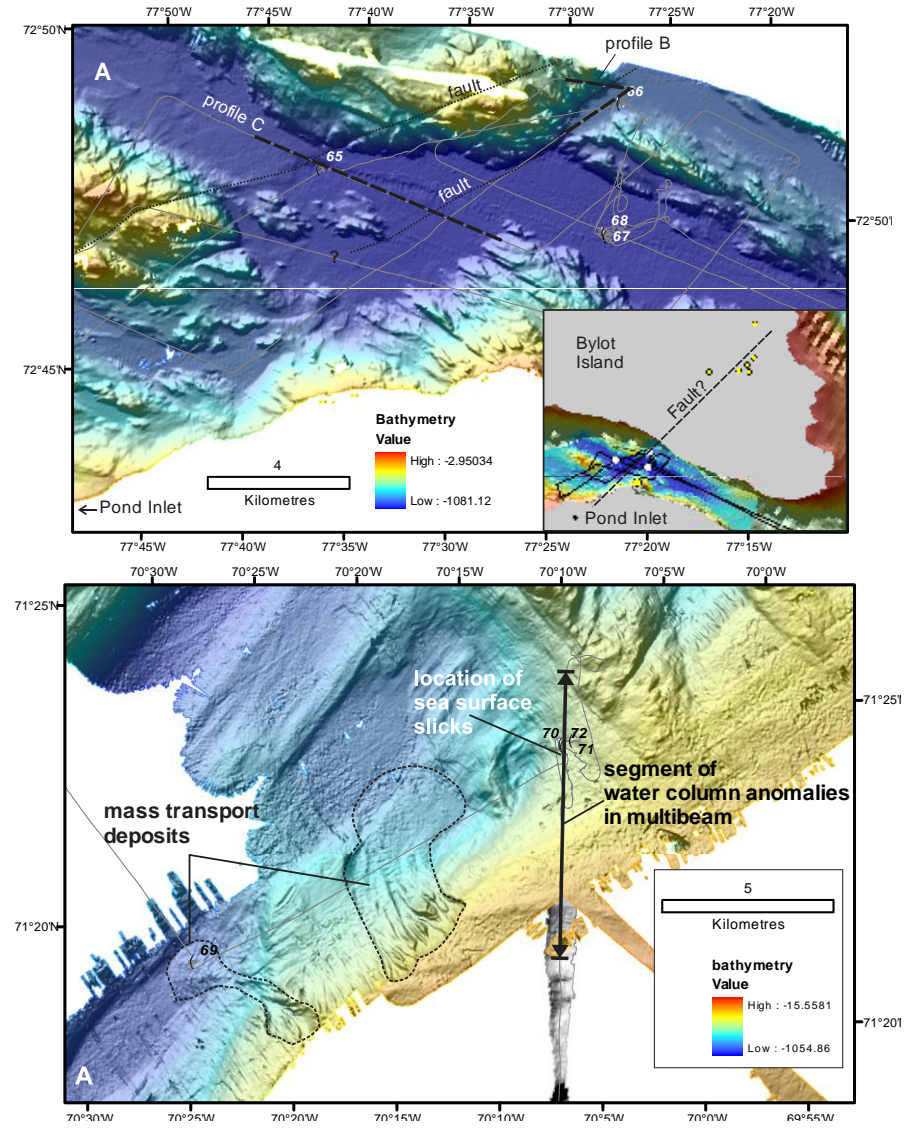 77°50'W 77°45'W 77°40'W 77°35'W 77°30'W 77°25'W 77°20'W
72°50'N
A
profile B
fault
66
profile C
65
fault
68
67
72°50'N
?
72°45'N
Bylot
Island
Fault?
Bathymetry
Value
High : -2.95034
Low : -1081.12
4
Kilometres
← Pond Inlet
Pond Inlet
77°45'W 77°40'W 77°35'W 77°30'W 77°25'W 77°20'W 77°15'W
70°30'W 70°25'W 70°20'W 70°15'W 70°10'W 70°5'W 70°0'W
71°25'N
location of
sea surface
slicks
71°25'N
70 72
71
segment of
water column anomalies
in multibeam
mass transport
deposits
5
Kilometres
71°20'N
69
bathymetry
Value
High : -15.5581
Low : -1054.86
71°20'N
A
70°30'W 70°25'W 70°20'W 70°15'W 70°10'W 70°5'W 70°0'W 69°55'W